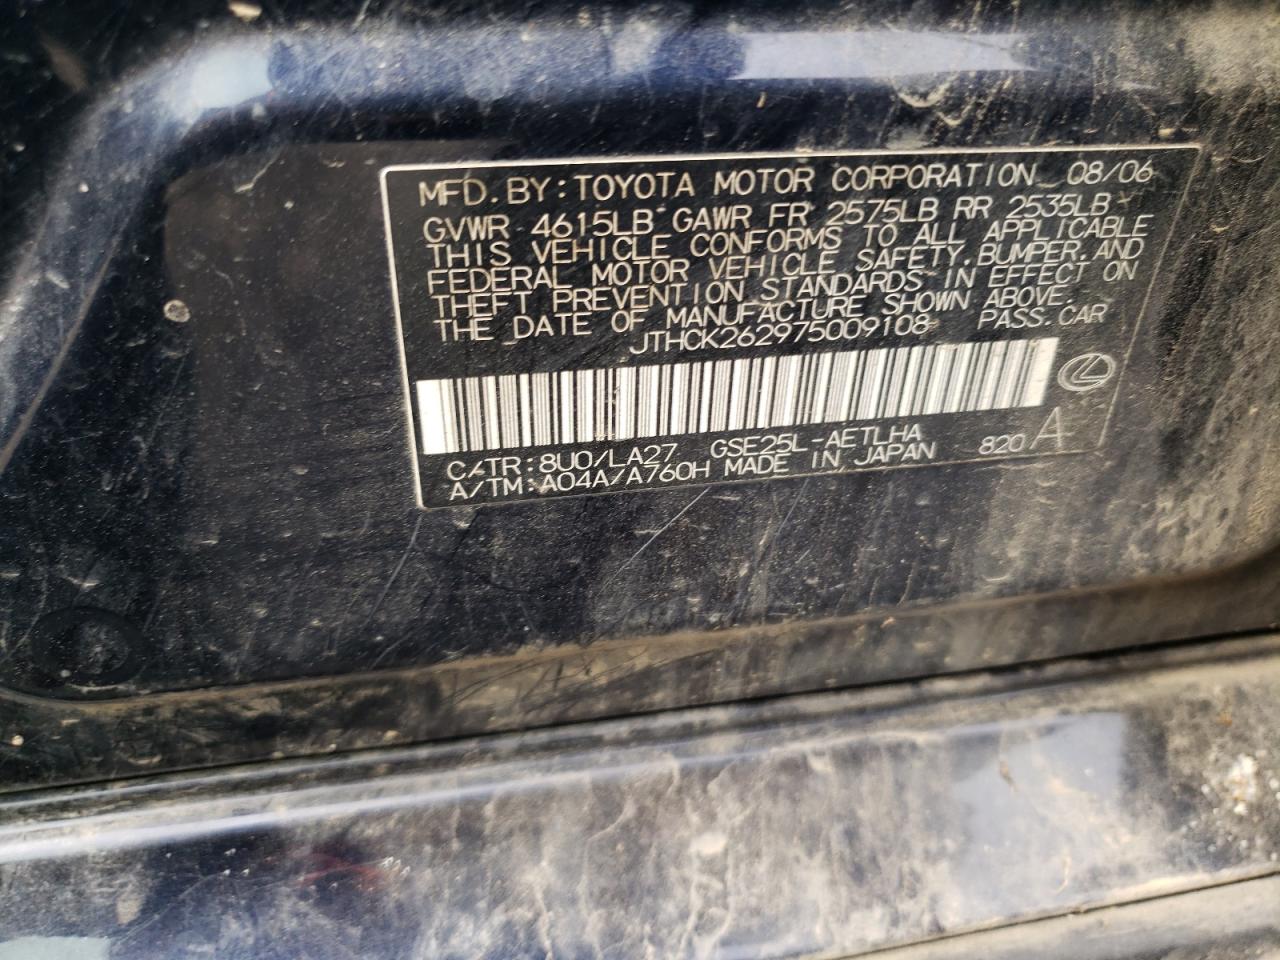 MFD. BY: TOYOTA MOTOR CORPORATION 08/06
GVWR 4615LB GAWR FR 2575LB RR 2535LB
THIS VEHICLE CONFORMS TO ALL APPLICABLE
FEDERAL MOTOR VEHICLE SAFETY, BUMPER, AND
THEFT PREVENTION STANDARDS IN EFFECT ON
THE DATE OF MANUFACTURE SHOWN ABOVE.
JTHCK262975009108 PASS. CAR
C/TR: 8U0/LA27 GSE25L-AETLHA
A/TM: A04A/A760H MADE IN JAPAN 820 A